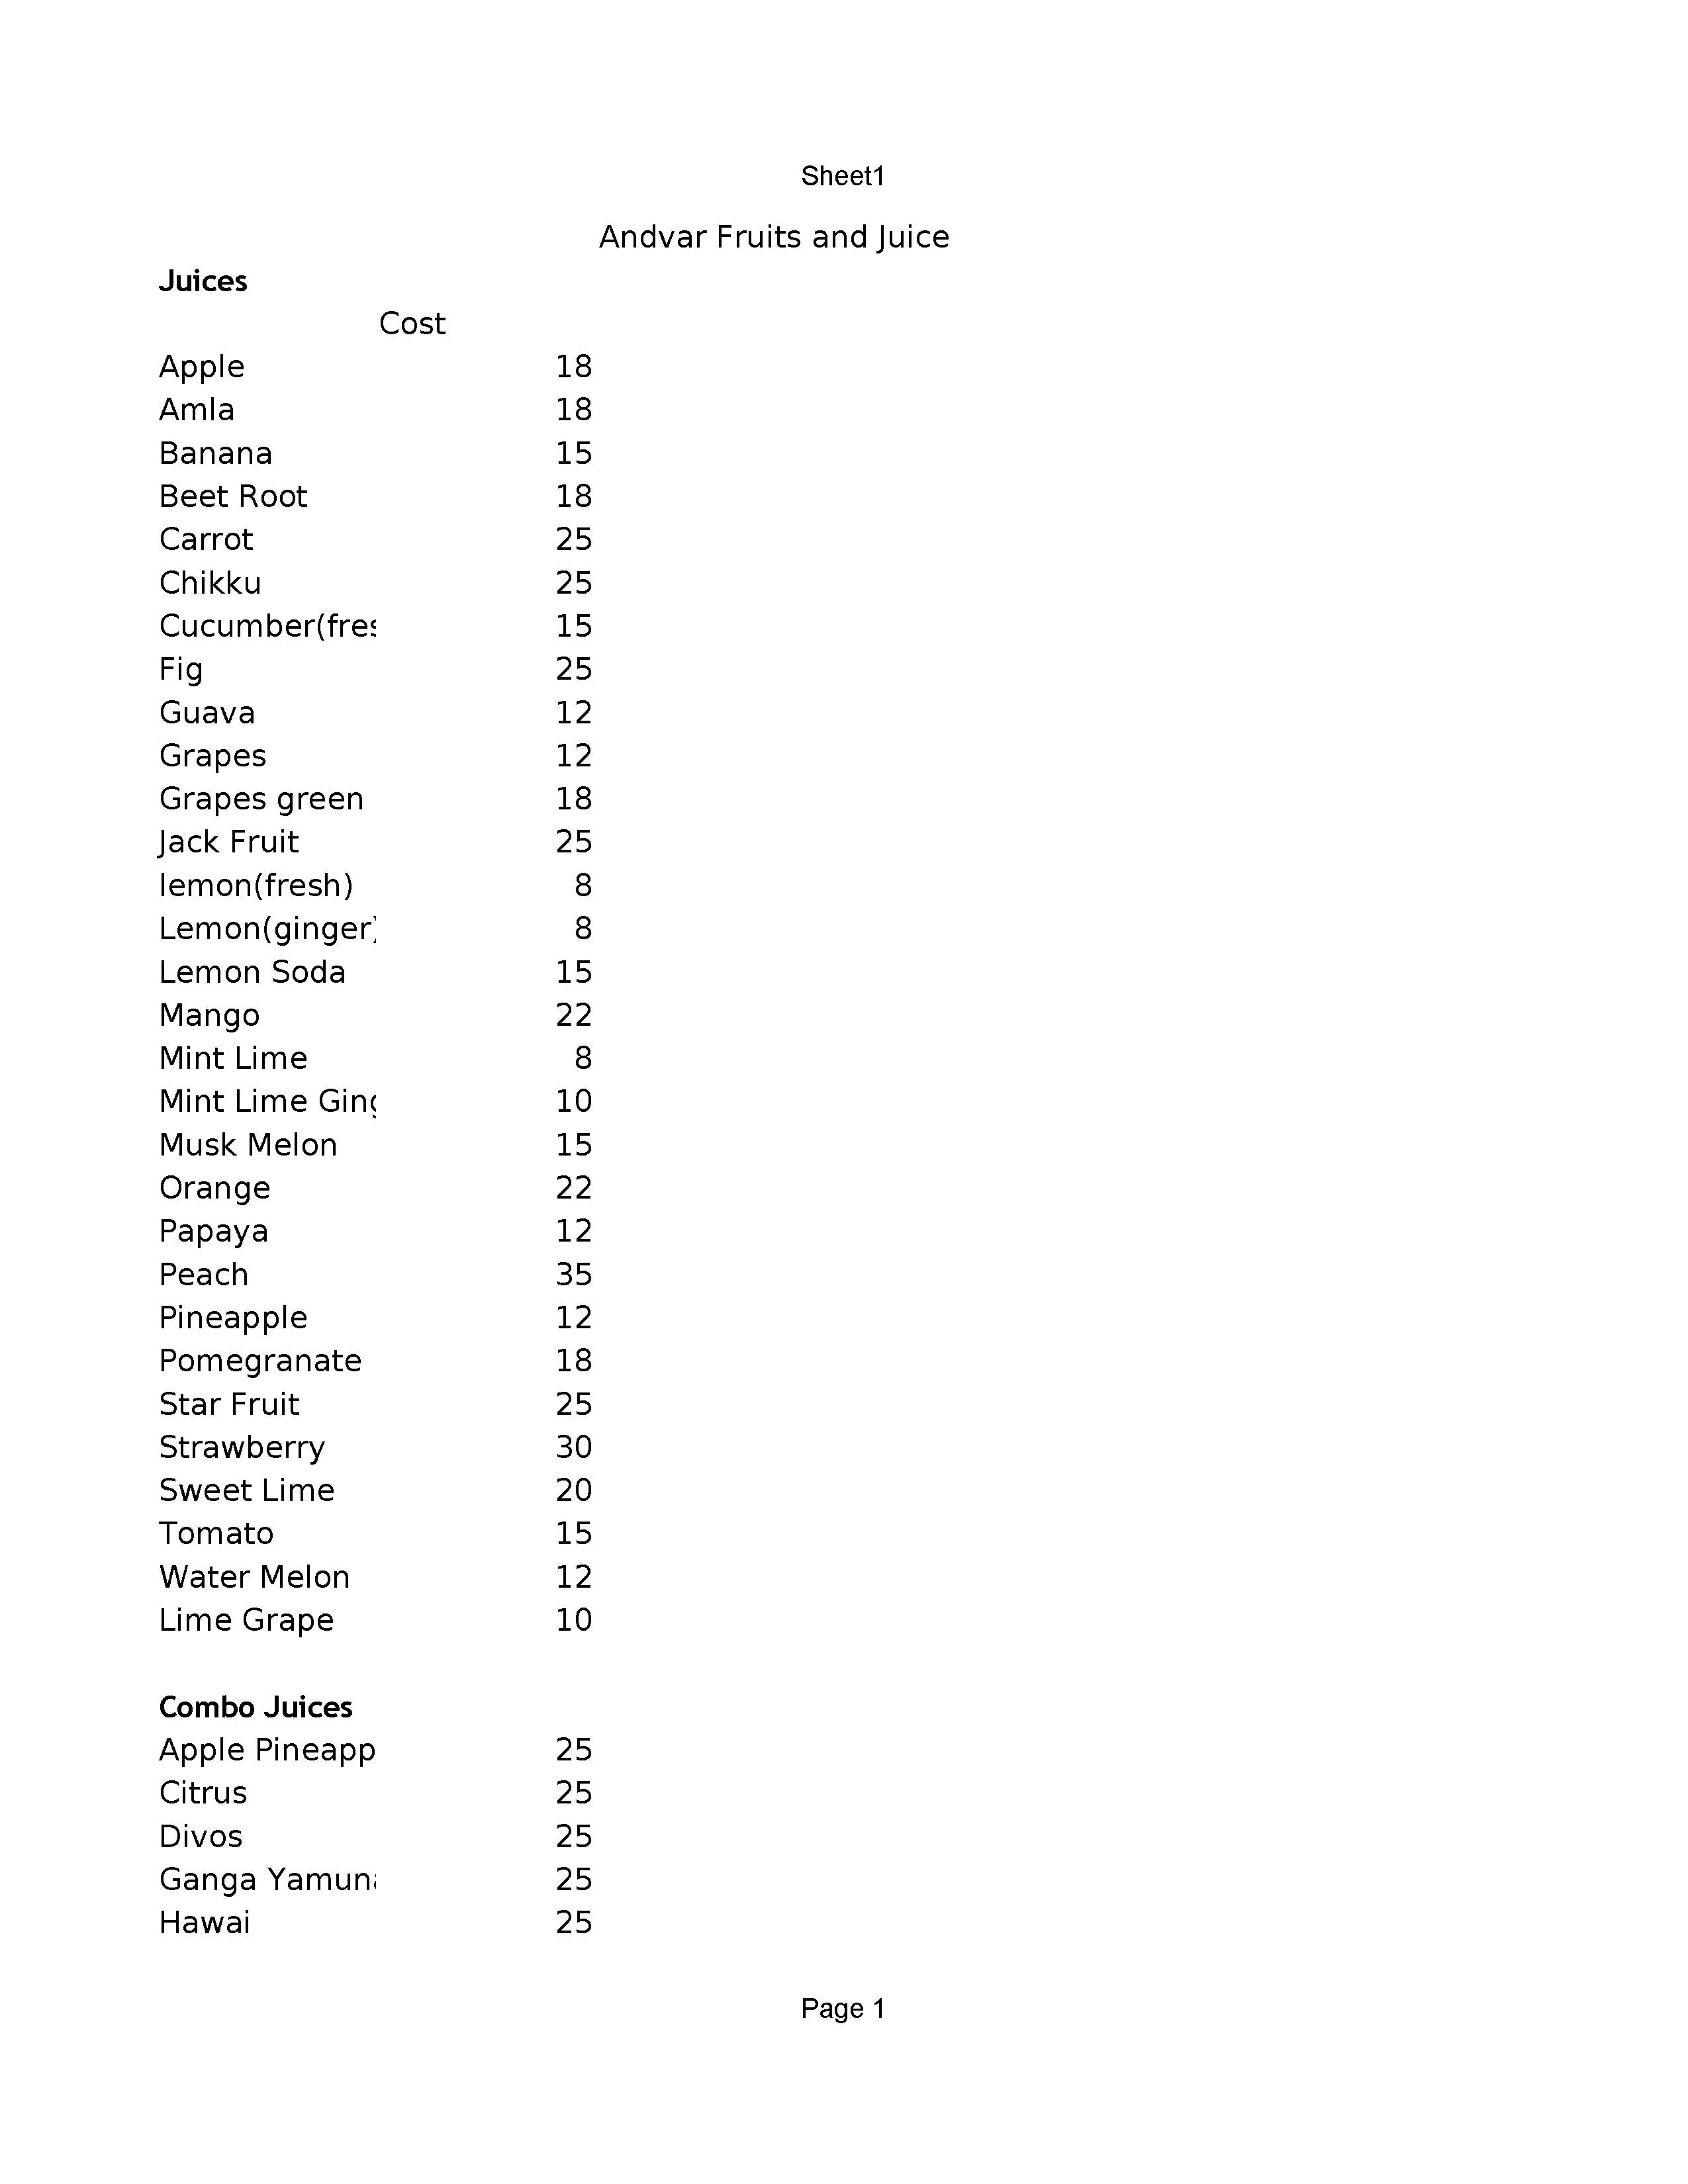 Sheet1
Andvar Fruits and Juice
Juices
Cost
Apple 18
Amla 18
Banana 15
Beet Root 18
Carrot 25
Chikku 25
Cucumber(fres 15
Fig 25
Guava 12
Grapes 12
Grapes green 18
Jack Fruit 25
lemon(fresh) 8
Lemon(ginger) 8
Lemon Soda 15
Mango 22
Mint Lime 8
Mint Lime Ging 10
Musk Melon 15
Orange 22
Papaya 12
Peach 35
Pineapple 12
Pomegranate 18
Star Fruit 25
Strawberry 30
Sweet Lime 20
Tomato 15
Water Melon 12
Lime Grape 10
Combo Juices
Apple Pineapp 25
Citrus 25
Divos 25
Ganga Yamuna 25
Hawai 25
Page 1